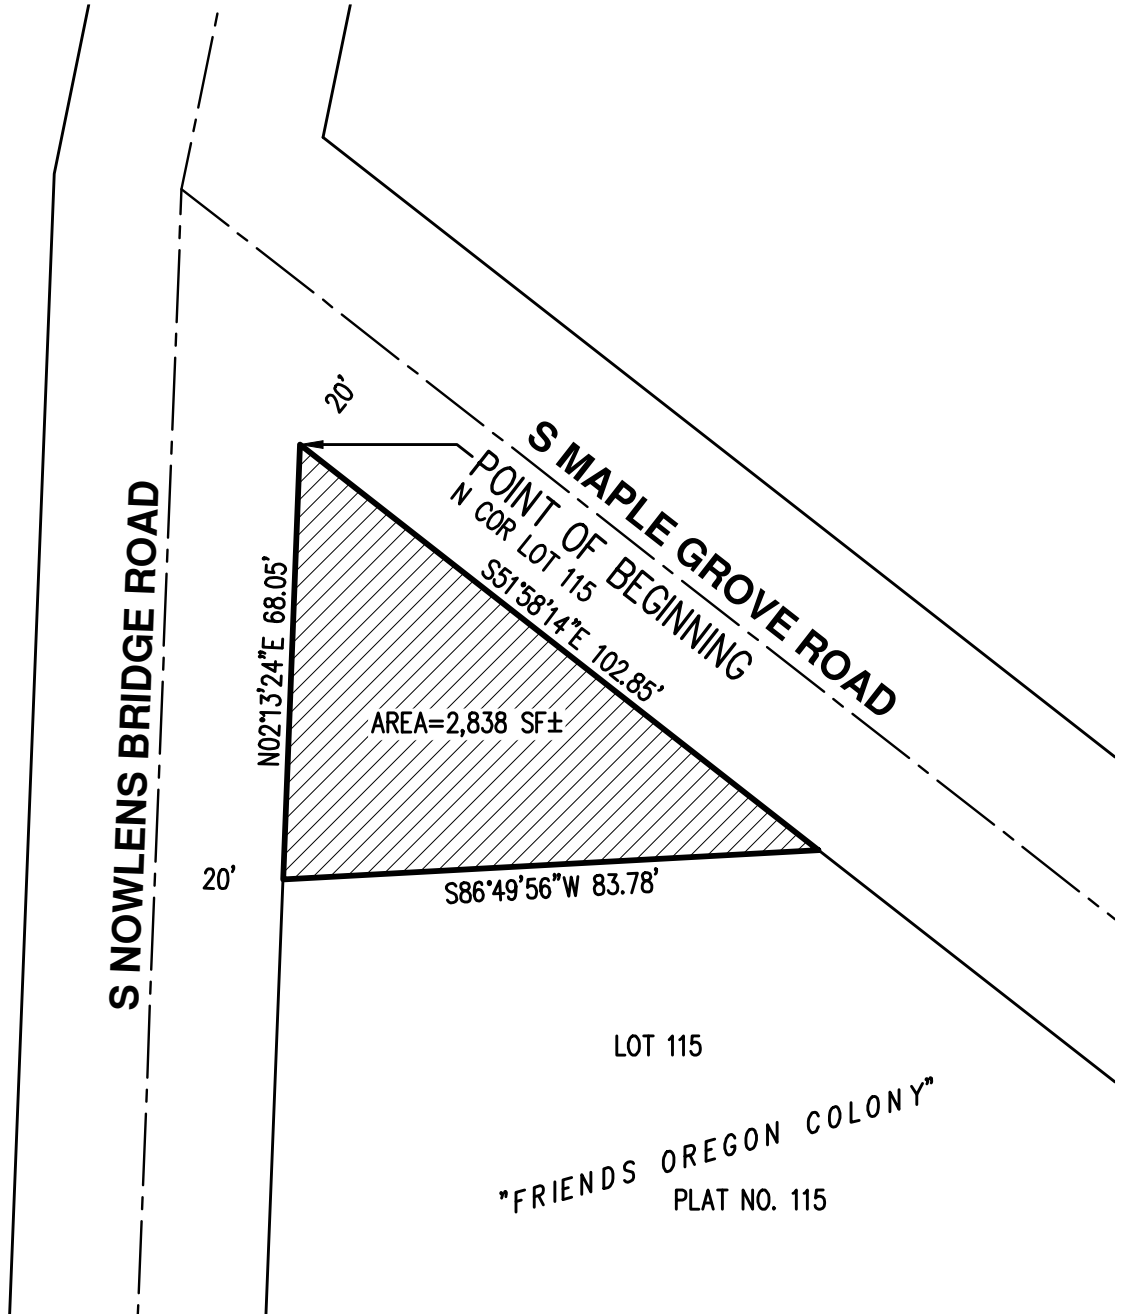 20'
S MAPLE GROVE ROAD
POINT OF BEGINNING
N COR LOT 115
S51°58'14"E 102.85'
S NOWLENS BRIDGE ROAD
N02°13'24"E 68.05'
AREA=2,838 SF±
20'
S86°49'56"W 83.78'
LOT 115
"FRIENDS OREGON COLONY"
PLAT NO. 115